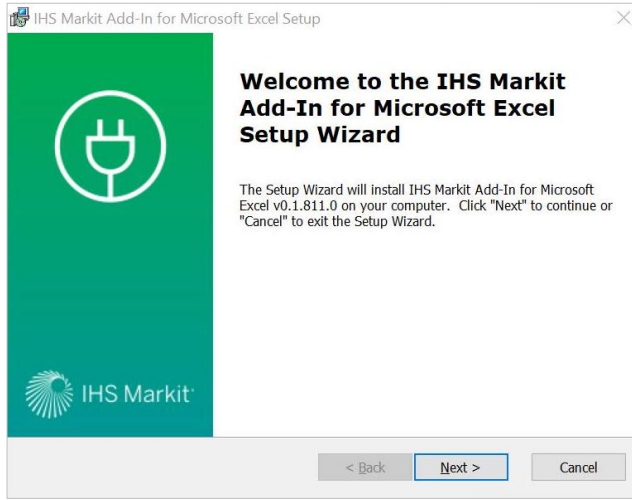 IHS Markit Add-In for Microsoft Excel Setup
Welcome to the IHS Markit
Add-In for Microsoft Excel
Setup Wizard
The Setup Wizard will install IHS Markit Add-In for Microsoft
Excel v0.1.811.0 on your computer.  Click "Next" to continue or
"Cancel" to exit the Setup Wizard.
IHS Markit
< Back
Next >
Cancel